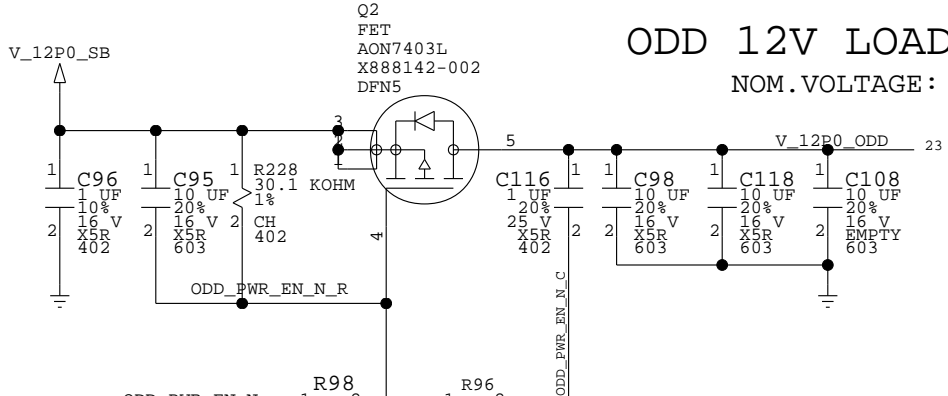 Q2
FET
AON7403L
X888142-002
DFN5
ODD 12V LOAD
NOM.VOLTAGE:
V_12P0_SB
3
1
5
4
V_12P0_ODD
23
1
C96
1 UF
10%
16 V
X5R
402
2
1
C95
10 UF
20%
16 V
X5R
603
2
1
R228
30.1 KOHM
1%
CH
402
2
C116
1 UF
20%
25 V
X5R
402
1
2
1
C98
10 UF
20%
16 V
X5R
603
2
1
C118
10 UF
20%
16 V
X5R
603
2
1
C108
10 UF
20%
16 V
EMPTY
603
2
ODD_PWR_EN_N_R
ODD_PWR_EN_N_C
R98
R96